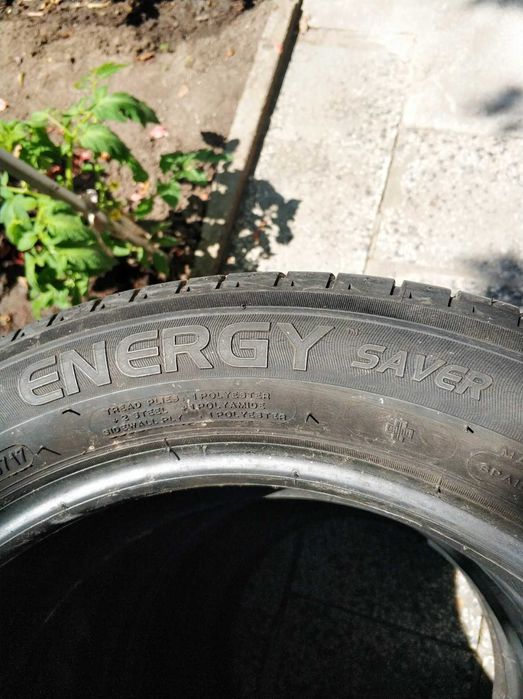 ENERGY SAVER
TREAD PLIES: 1 POLYESTER
+ 2 STEEL + 1 POLYAMIDE
SIDEWALL PLY: 1 POLYESTER